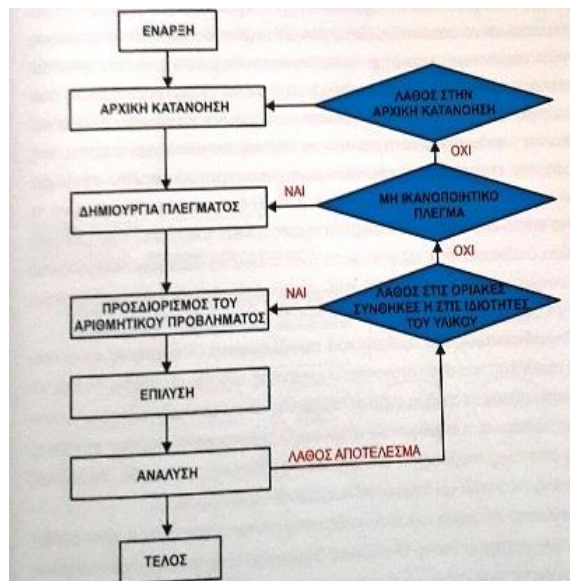 ΕΝΑΡΞΗ
ΑΡΧΙΚΗ ΚΑΤΑΝΟΗΣΗ
ΛΑΘΟΣ ΣΤΗΝ
ΑΡΧΙΚΗ ΚΑΤΑΝΟΗΣΗ
ΟΧΙ
ΔΗΜΙΟΥΡΓΙΑ ΠΛΕΓΜΑΤΟΣ
ΝΑΙ
ΜΗ ΙΚΑΝΟΠΟΙΗΤΙΚΟ
ΠΛΕΓΜΑ
ΟΧΙ
ΠΡΟΣΔΙΟΡΙΣΜΟΣ ΤΟΥ
ΑΡΙΘΜΗΤΙΚΟΥ ΠΡΟΒΛΗΜΑΤΟΣ
ΝΑΙ
ΛΑΘΟΣ ΣΤΙΣ ΟΡΙΑΚΕΣ
ΣΥΝΘΗΚΕΣ Η ΣΤΙΣ ΙΔΙΟΤΗΤΕΣ
ΤΟΥ ΥΛΙΚΟΥ
ΕΠΙΛΥΣΗ
ΑΝΑΛΥΣΗ
ΛΑΘΟΣ ΑΠΟΤΕΛΕΣΜΑ
ΤΕΛΟΣ